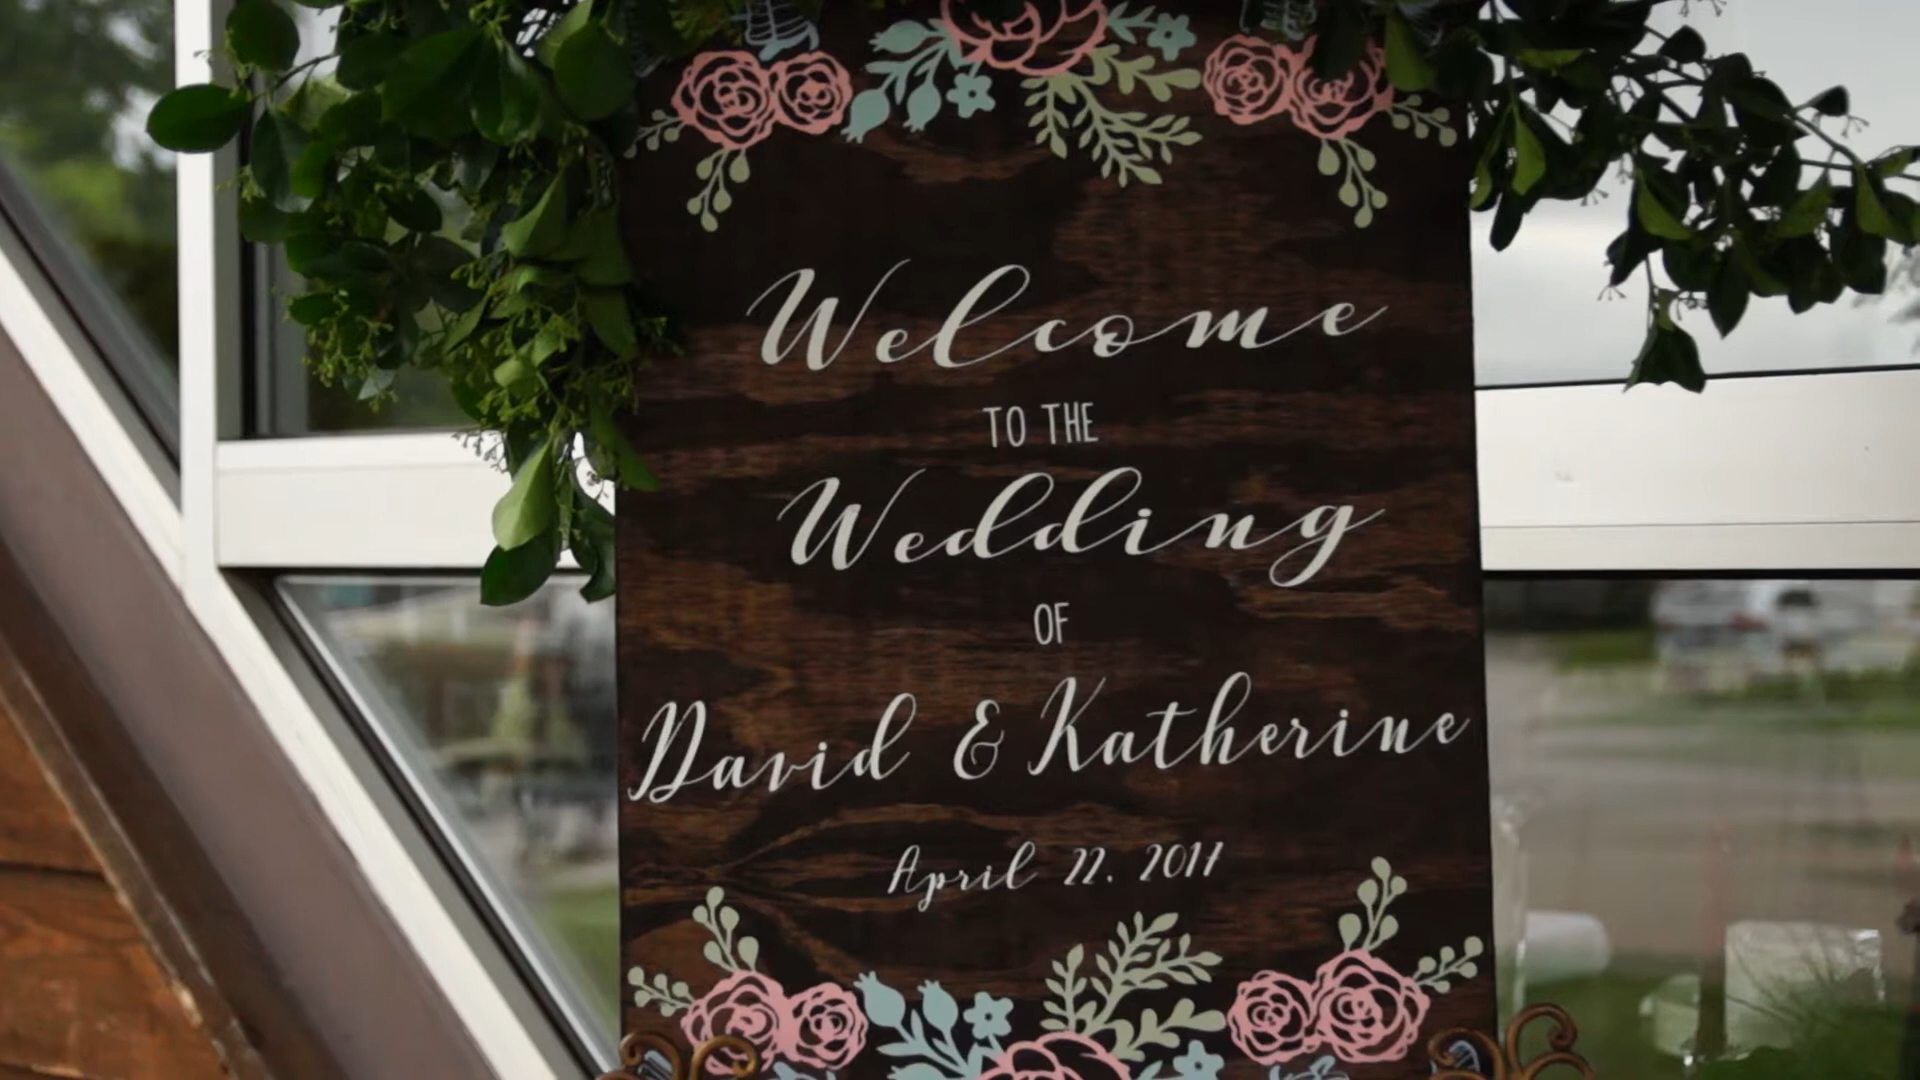 Welcome
TO THE
Wedding
OF
David & Katherine
April 22, 2017